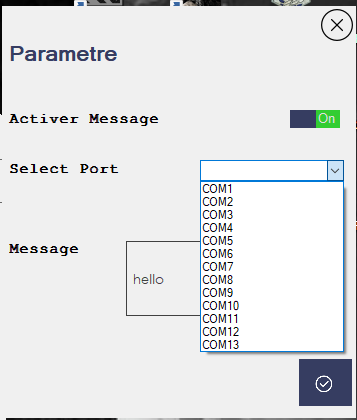 Parametre
Activer Message On
Select Port
COM1
COM2
COM3
COM4
COM5
COM6
COM7
COM8
COM9
COM10
COM11
COM12
COM13
Message
hello